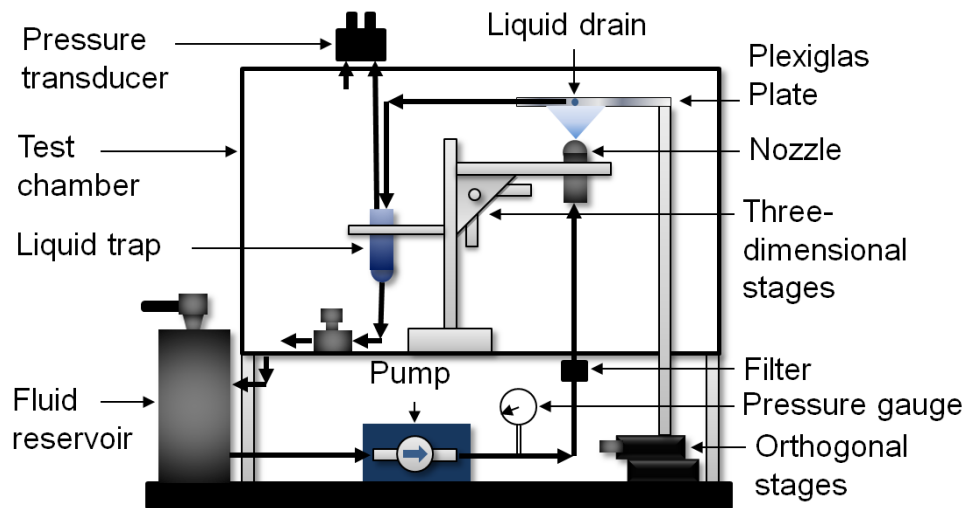 Pressure
transducer
Test
chamber
Liquid trap
Fluid
reservoir
Pump
Liquid drain
Plexiglas
Plate
Nozzle
Three-
dimensional
stages
Filter
Pressure gauge
Orthogonal
stages